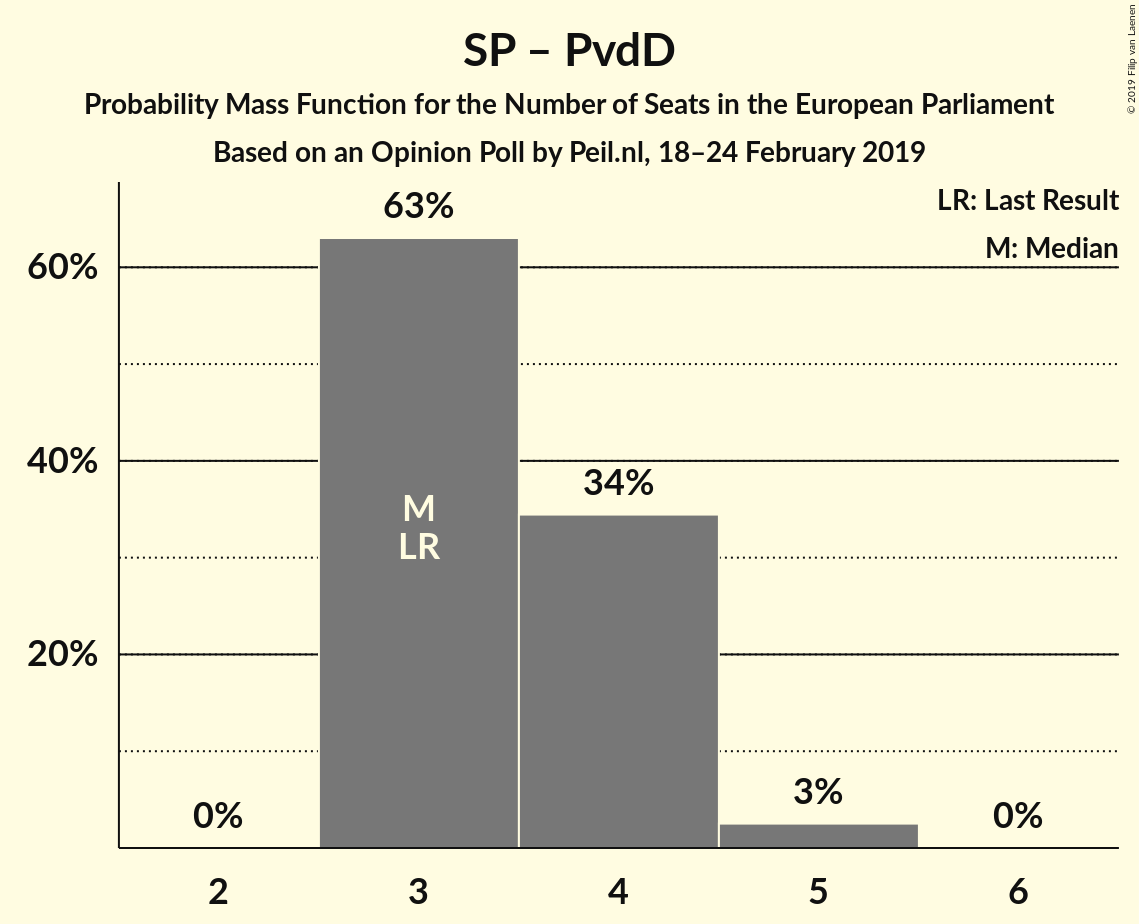 SP – PvdD
Probability Mass Function for the Number of Seats in the European Parliament
Based on an Opinion Poll by Peil.nl, 18–24 February 2019
© 2019 Filip van Laenen
LR: Last Result
M: Median
63%
60%
40%
34%
M
LR
20%
3%
0%
0%
2
3
4
5
6